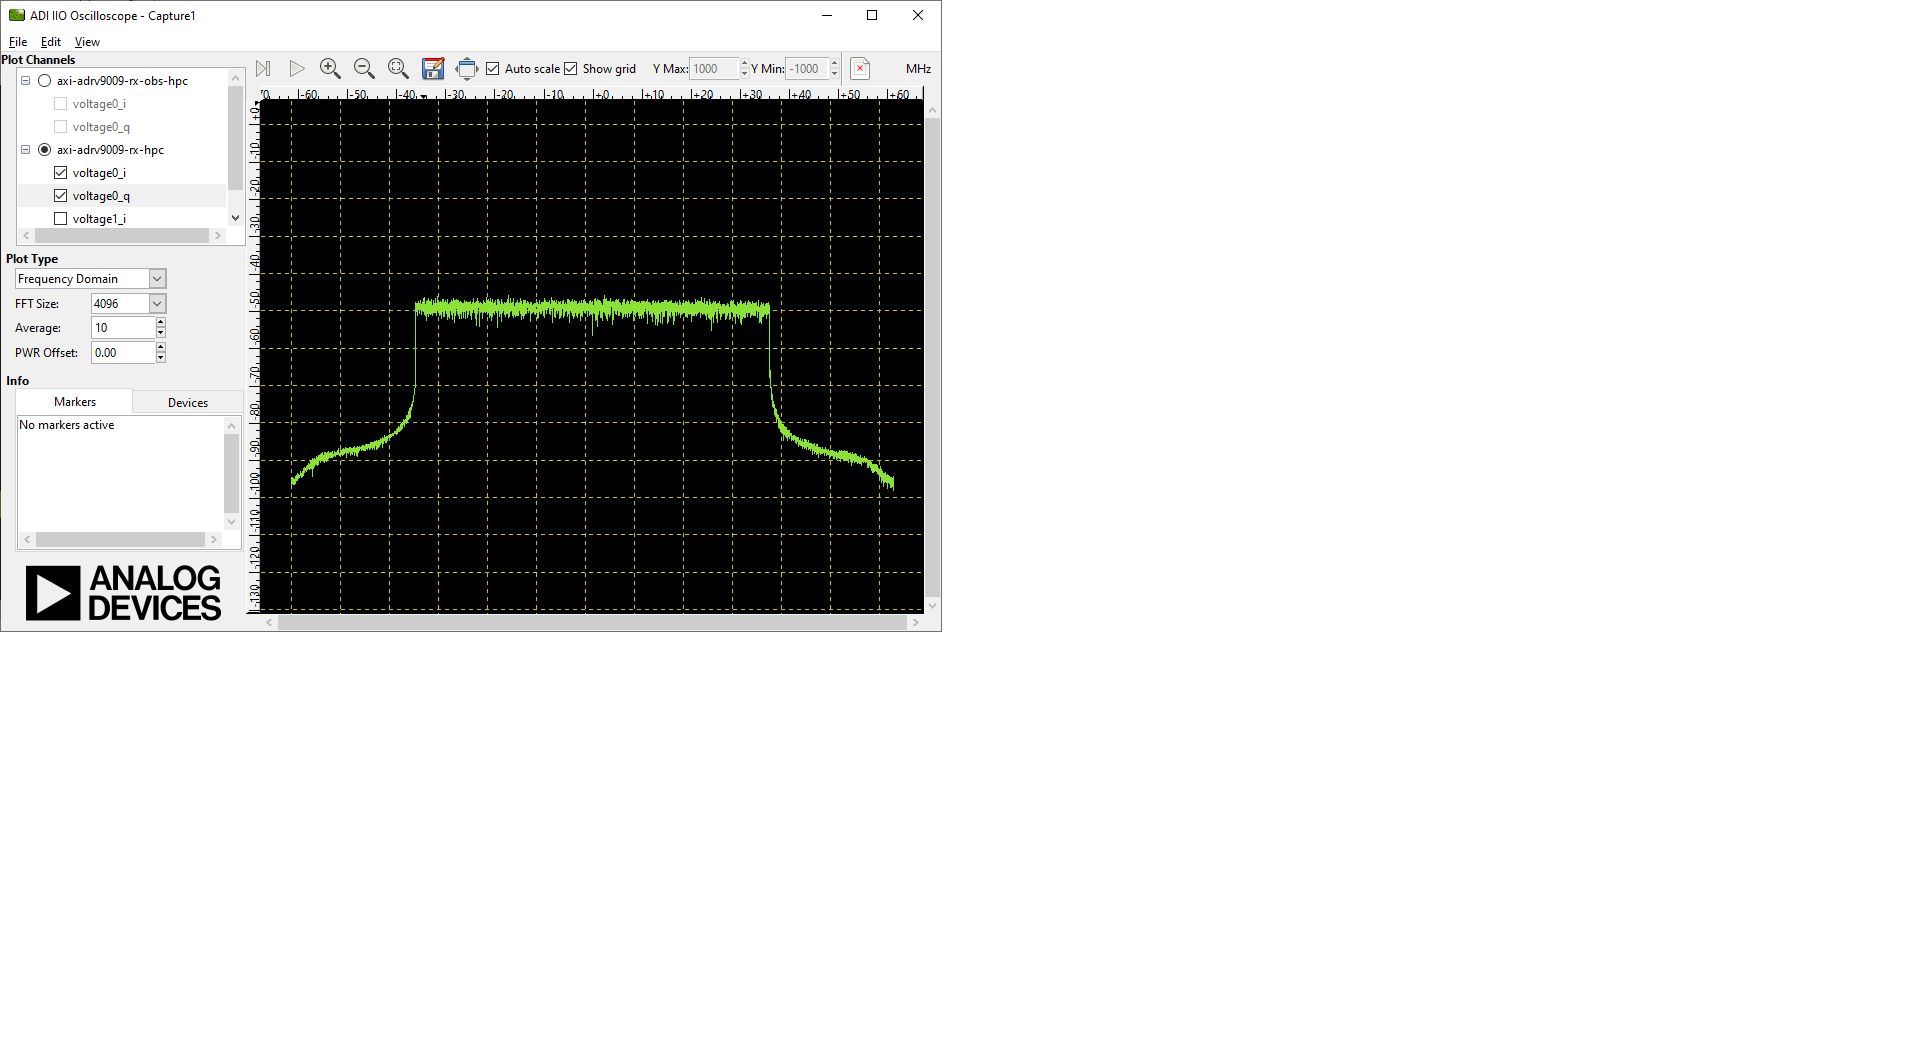 ADI IIO Oscilloscope - Capture1
File Edit View
Plot Channels
axi-adrv9009-rx-obs-hpc
voltage0_i
voltage0_q
axi-adrv9009-rx-hpc
voltage0_i
voltage0_q
voltage1_i
Auto scale Show grid Y Max: 1000 Y Min: -1000 MHz
70 -60 -50 -40 -30 -20 -10 +0 +10 +20 +30 +40 +50 +60
+0
-10
-20
-30
-40
-50
-60
-70
-80
-90
-100
-110
-120
-130
Plot Type
Frequency Domain
FFT Size: 4096
Average: 10
PWR Offset: 0.00
Info
Markers Devices
No markers active
ANALOG
DEVICES